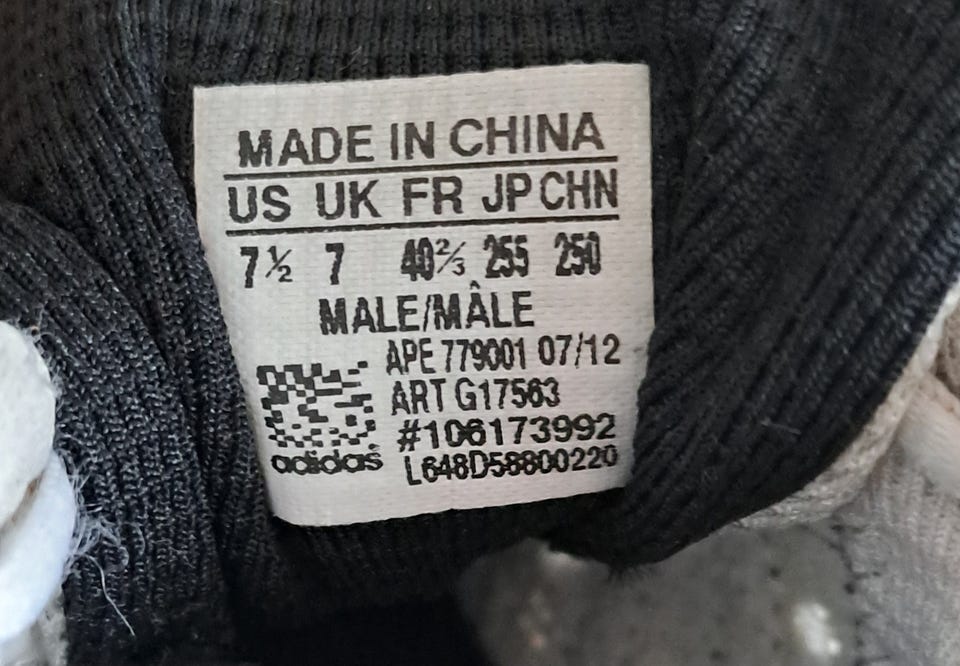 MADE IN CHINA
US UK FR JP CHN
7½ 7 40⅔ 255 250
MALE/MÂLE
APE 779001 07/12
ART G17563
#106173992
adidas L648D58800220